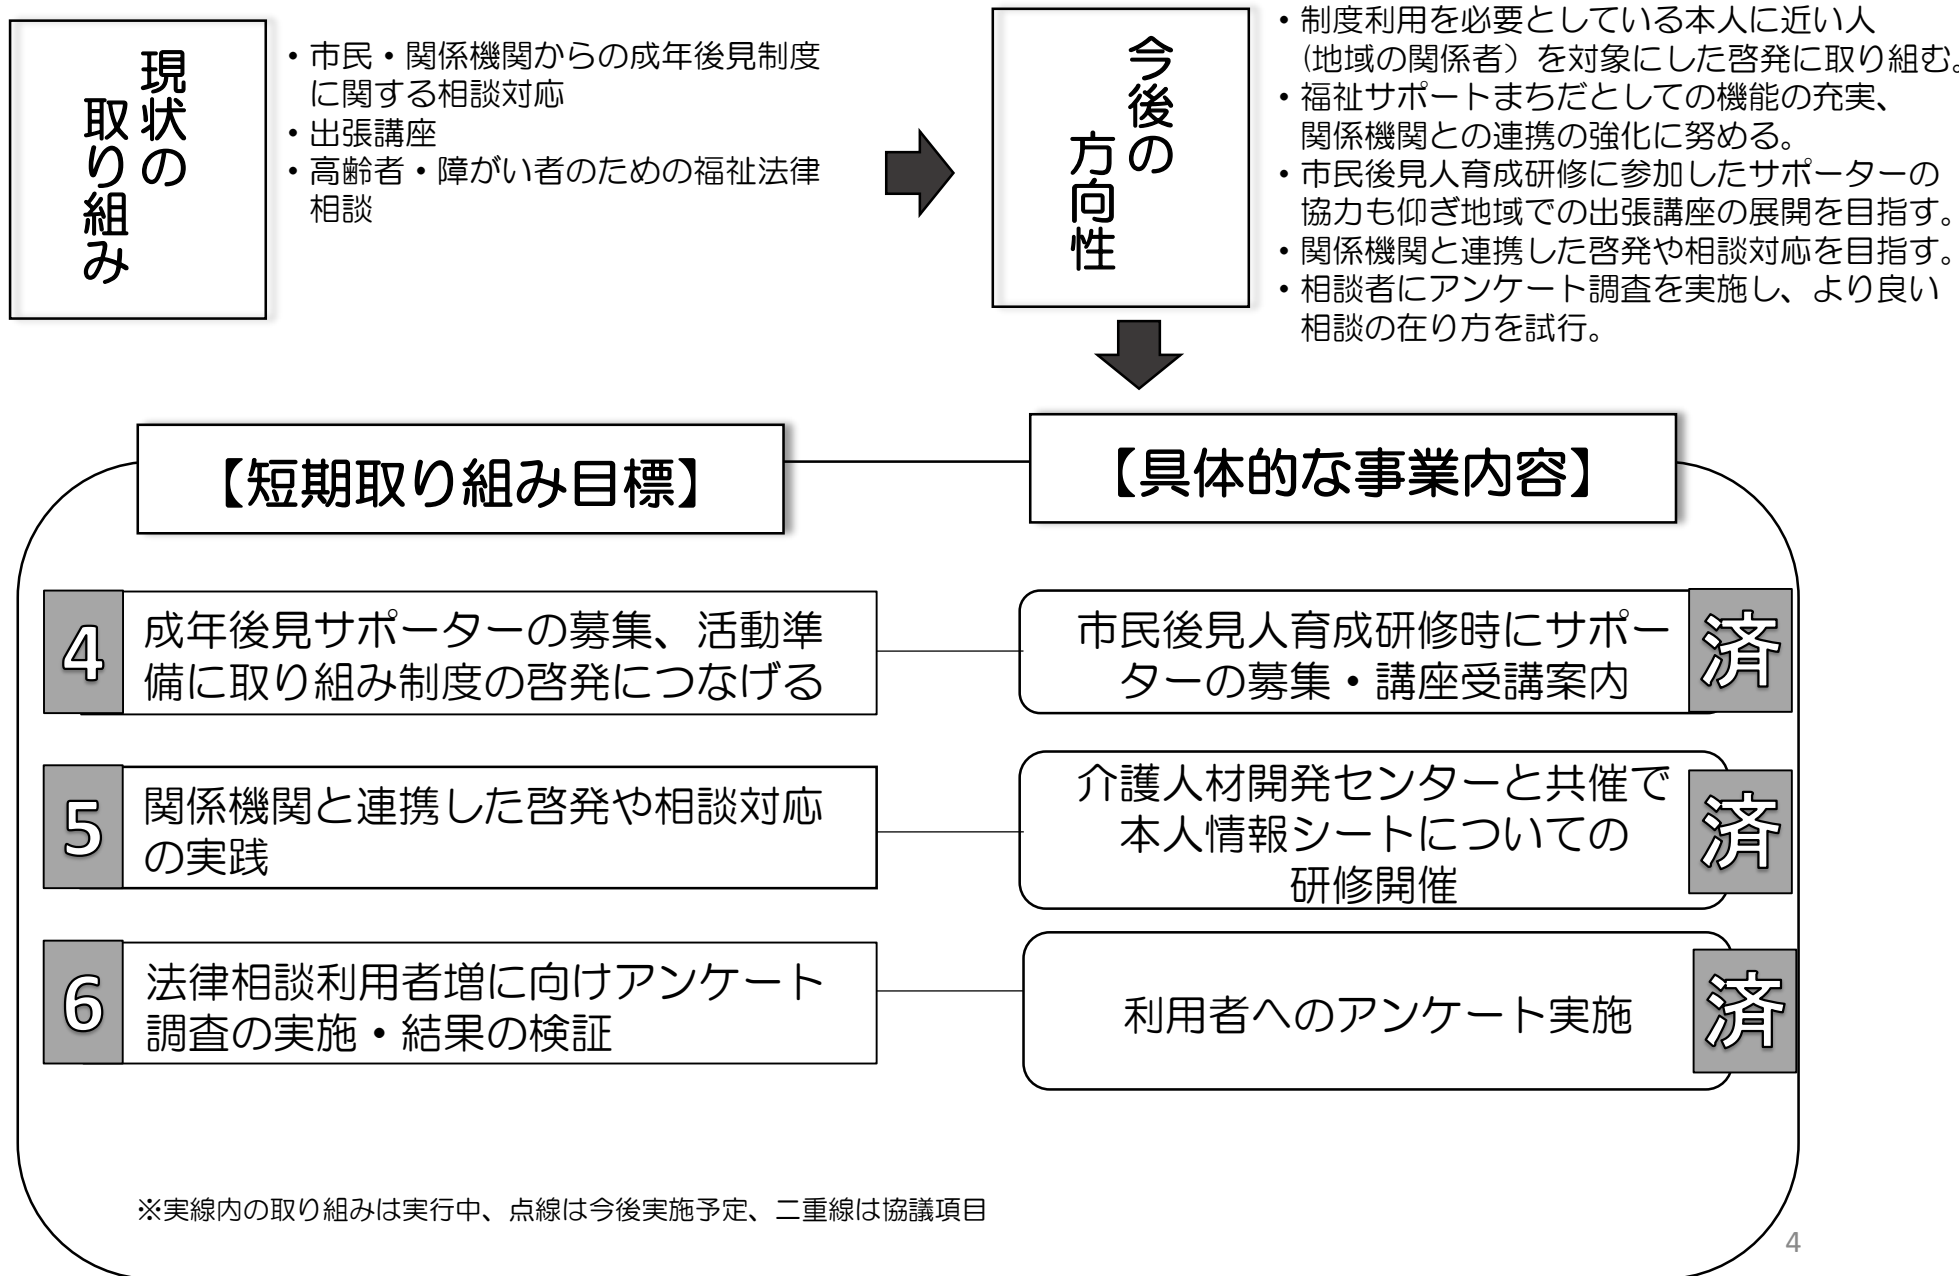 現状の
取り組み
・市民・関係機関からの成年後見制度
に関する相談対応
・出張講座
・高齢者・障がい者のための福祉法律
相談
今後の
方向性
・制度利用を必要としている本人に近い人
(地域の関係者）を対象にした啓発に取り組む。
・福祉サポートまちだとしての機能の充実、
関係機関との連携の強化に努める。
・市民後見人育成研修に参加したサポーターの
協力も仰ぎ地域での出張講座の展開を目指す。
・関係機関と連携した啓発や相談対応を目指す。
・相談者にアンケート調査を実施し、より良い
相談の在り方を試行。
【短期取り組み目標】
【具体的な事業内容】
4
成年後見サポーターの募集、活動準
備に取り組み制度の啓発につなげる
市民後見人育成研修時にサポー
ターの募集・講座受講案内
済
5
関係機関と連携した啓発や相談対応
の実践
介護人材開発センターと共催で
本人情報シートについての
研修開催
済
6
法律相談利用者増に向けアンケート
調査の実施・結果の検証
利用者へのアンケート実施
済
※実線内の取り組みは実行中、点線は今後実施予定、二重線は協議項目
4